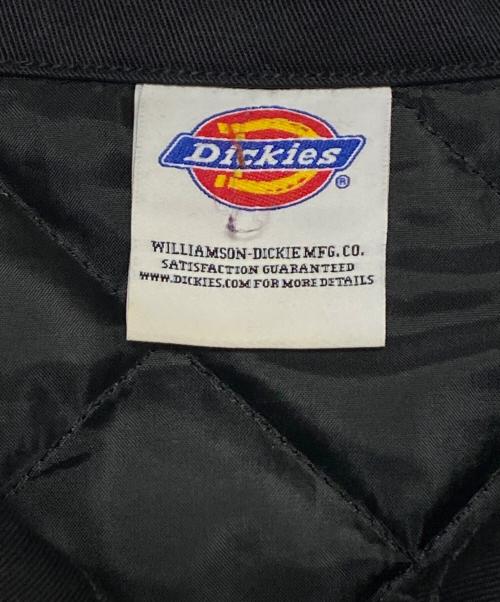 Dickies
®
WILLIAMSON-DICKIE MFG. CO.
SATISFACTION GUARANTEED
WWW.DICKIES.COM FOR MORE DETAILS